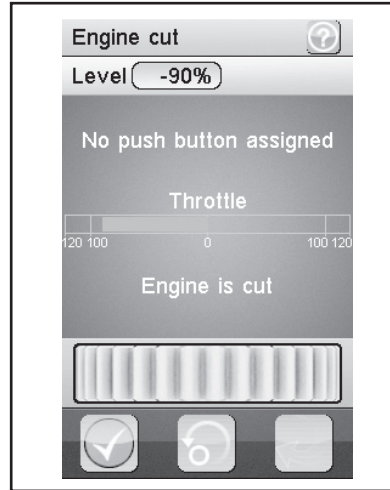 Engine cut ?
Level -90%
No push button assigned
Throttle
120 100 0 100 120
Engine is cut